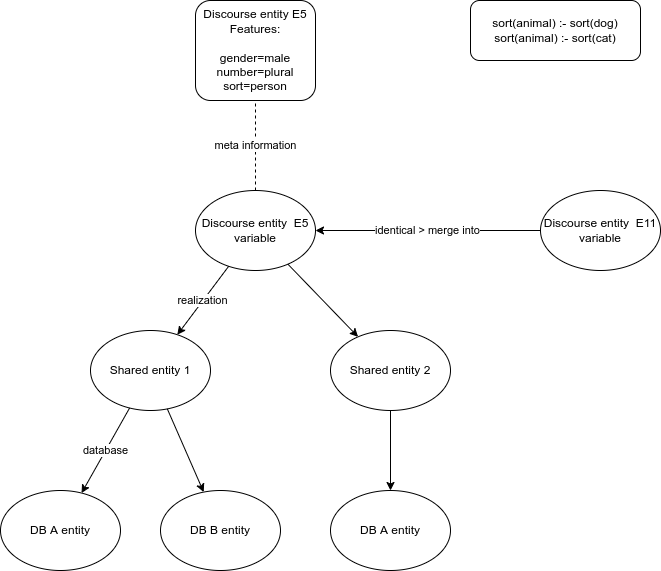 Discourse entity E5
Features:
gender=male
number=plural
sort=person
sort(animal) :- sort(dog)
sort(animal) :- sort(cat)
meta information
Discourse entity  E5
variable
identical > merge into
Discourse entity  E11
variable
realization
Shared entity 1
Shared entity 2
database
DB A entity
DB B entity
DB A entity